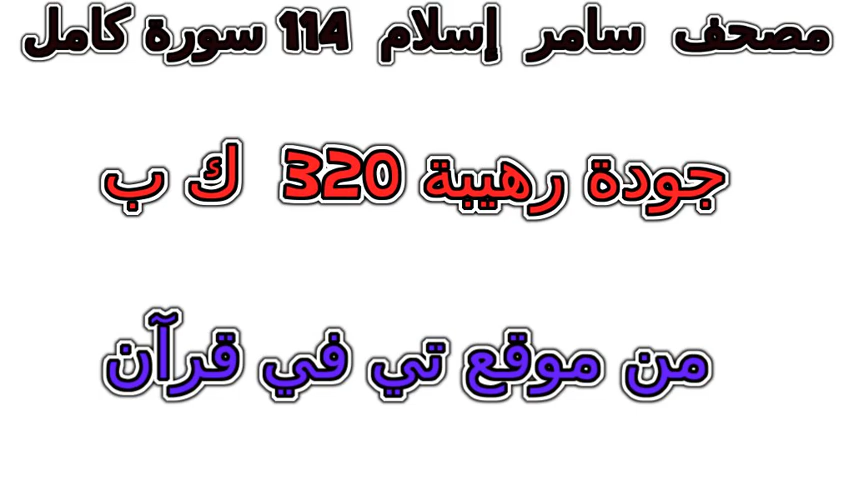 مصحف سامر إسلام 114 سورة كامل
جودة رهيبة 320 ك ب
من موقع تي في قرآن